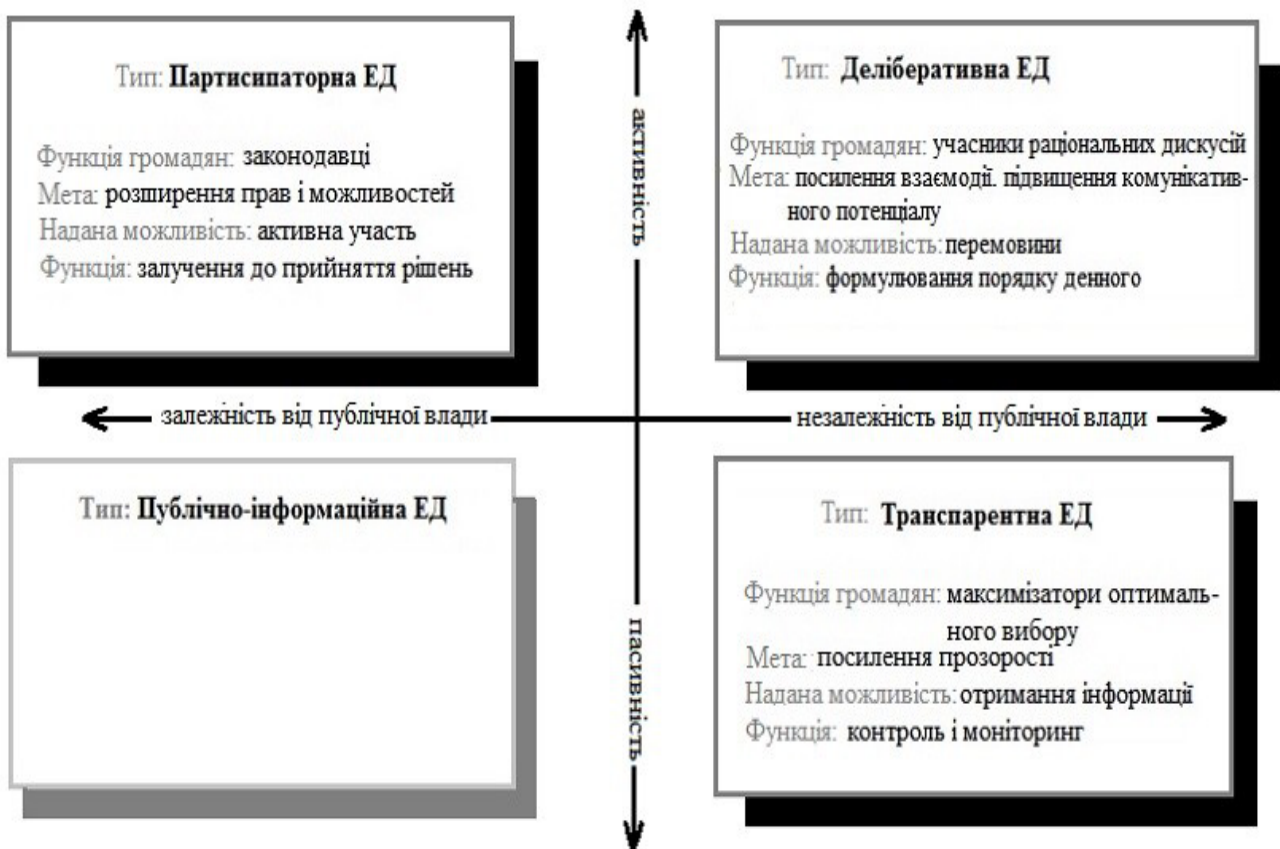 Тип: Партисипаторна ЕД
Функція громадян: законодавці
Мета: розширення прав і можливостей
Надана можливість: активна участь
Функція: залучення до прийняття рішень
активність
Тип: Деліберативна ЕД
Функція громадян: учасники раціональних дискусій
Мета: посилення взаємодії. підвищення комунікатив-
ного потенціалу
Надана можливість: перемовини
Функція: формулювання порядку денного
залежність від публічної влади
незалежність від публічної влади
Тип: Публічно-інформаційна ЕД
пасивність
Тип: Транспарентна ЕД
Функція громадян: максимізатори оптималь-
ного вибору
Мета: посилення прозорості
Надана можливість: отримання інформації
Функція: контроль і моніторинг